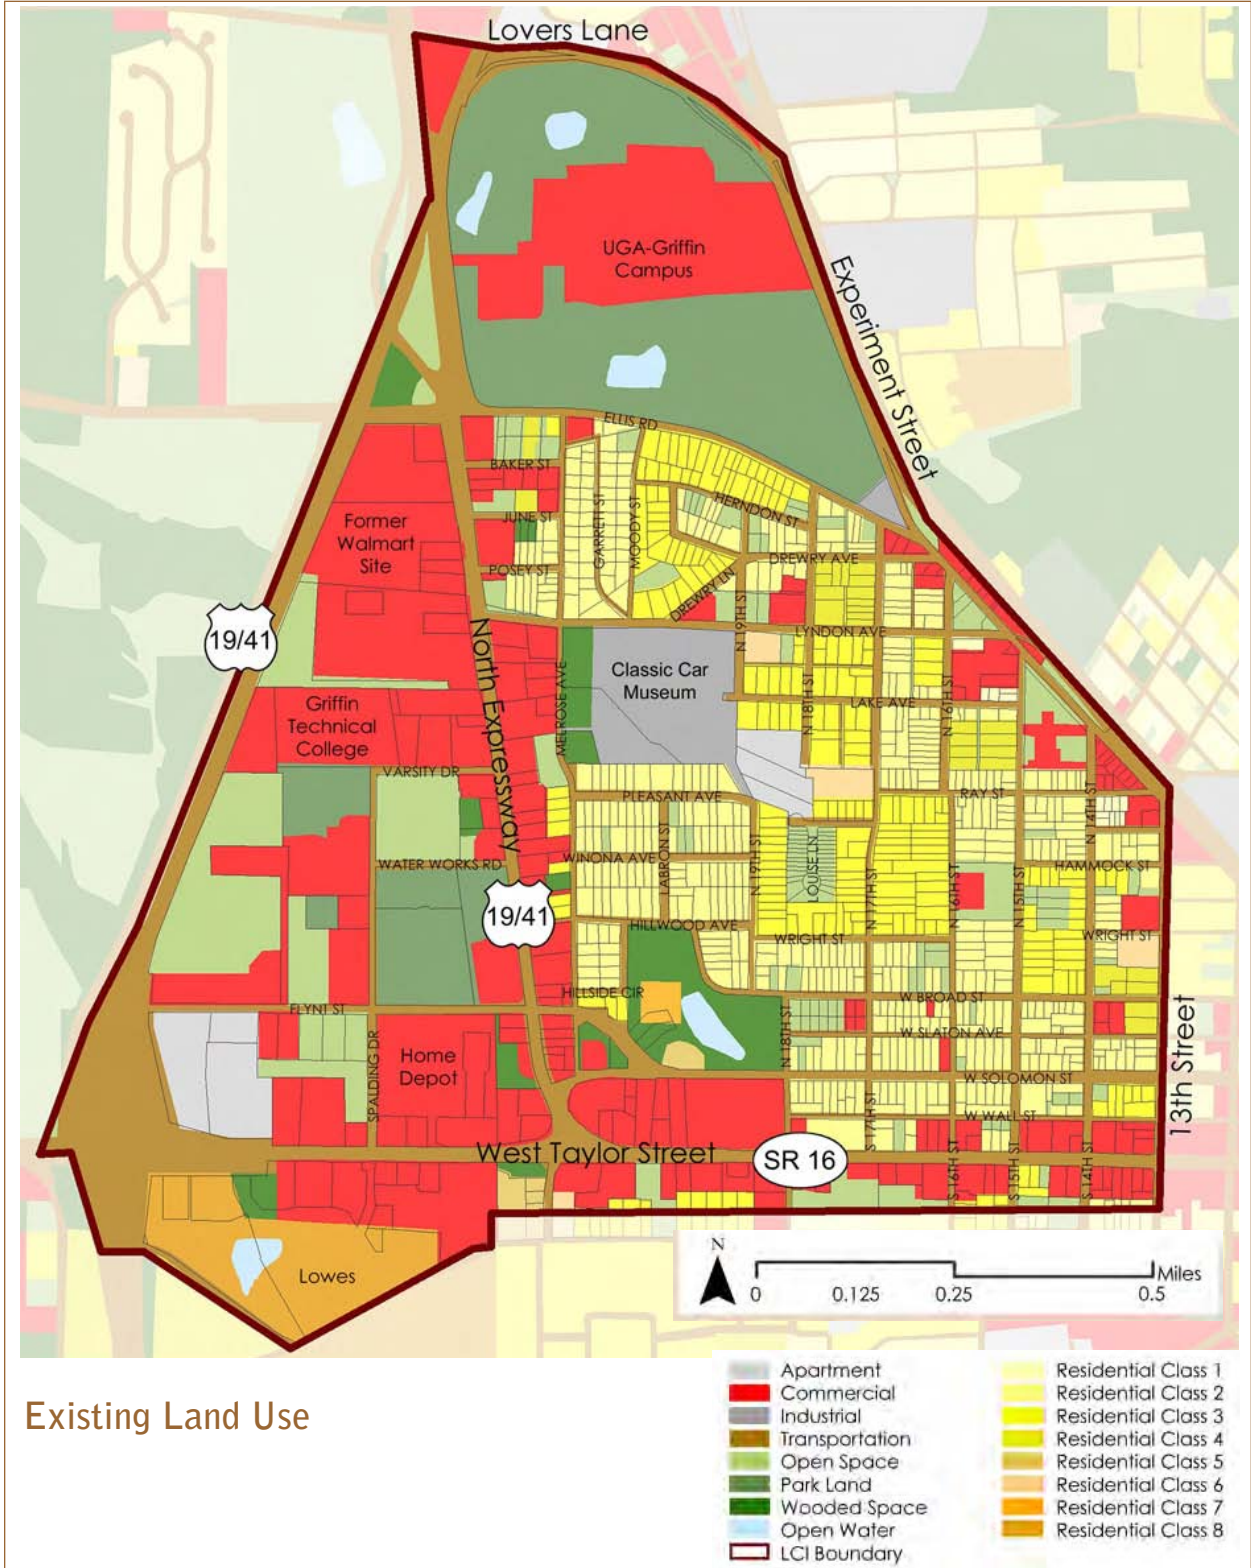 Lovers Lane
UGA-Griffin
Campus
Experiment Street
ELLIS RD
BAKER ST
HERNDON ST
Former
Walmart
Site
JUNE ST
GARRETT ST
MOODY ST
POSEY ST
DREWRY AVE
DREWRY LN
N 19TH ST
19/41
LYNDON AVE
North Expressway
Classic Car
Museum
MELROSE AVE
N 18TH ST
N 16TH ST
LAKE AVE
Griffin
Technical
College
VARSITY DR
PLEASANT AVE
RAY ST
N 14TH ST
WATER WORKS RD
WINONA AVE
LABRON ST
N 19TH ST
LOUISE LN
N 17TH ST
N 16TH ST
N 15TH ST
HAMMOCK ST
19/41
HILLWOOD AVE
WRIGHT ST
WRIGHT ST
HILLSIDE CIR
W BROAD ST
FLYNT ST
N 18TH ST
W SLATON AVE
SPALDING DR
Home
Depot
W SOLOMON ST
13th Street
S 17TH ST
W WALL ST
West Taylor Street
SR 16
S 16TH ST
S 15TH ST
S 14TH ST
Lowes
N
0 0.125 0.25 0.5
Miles
Existing Land Use
Apartment
Commercial
Industrial
Transportation
Open Space
Park Land
Wooded Space
Open Water
LCI Boundary
Residential Class 1
Residential Class 2
Residential Class 3
Residential Class 4
Residential Class 5
Residential Class 6
Residential Class 7
Residential Class 8